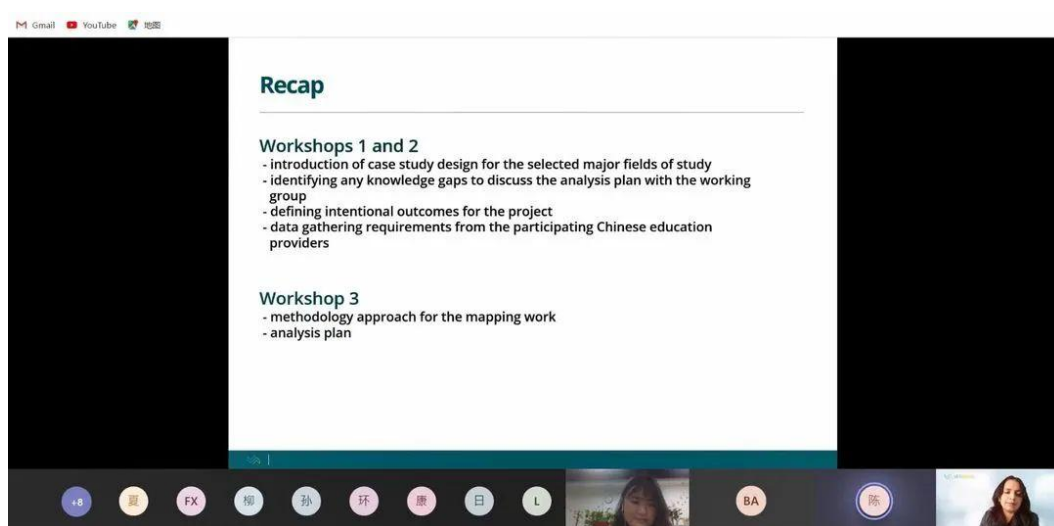 Gmail YouTube 地图
Recap
Workshops 1 and 2
- introduction of case study design for the selected major fields of study
- identifying any knowledge gaps to discuss the analysis plan with the working
group
- defining intentional outcomes for the project
- data gathering requirements from the participating Chinese education
providers
Workshop 3
- methodology approach for the mapping work
- analysis plan
+8 夏 FX 柳 孙 环 康 日 L BA 陈